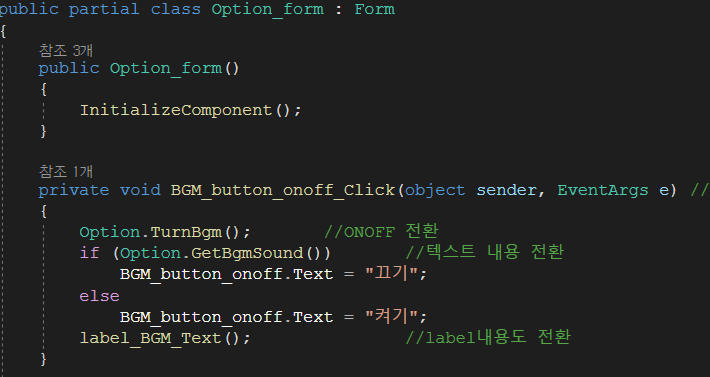 public partial class Option_form : Form
{
참조 3개
public Option_form()
{
InitializeComponent();
}
참조 1개
private void BGM_button_onoff_Click(object sender, EventArgs e) //
{
Option.TurnBgm(); //ONOFF 전환
if (Option.GetBgmSound()) //텍스트 내용 전환
BGM_button_onoff.Text = "끄기";
else
BGM_button_onoff.Text = "켜기";
label_BGM_Text(); //label내용도 전환
}